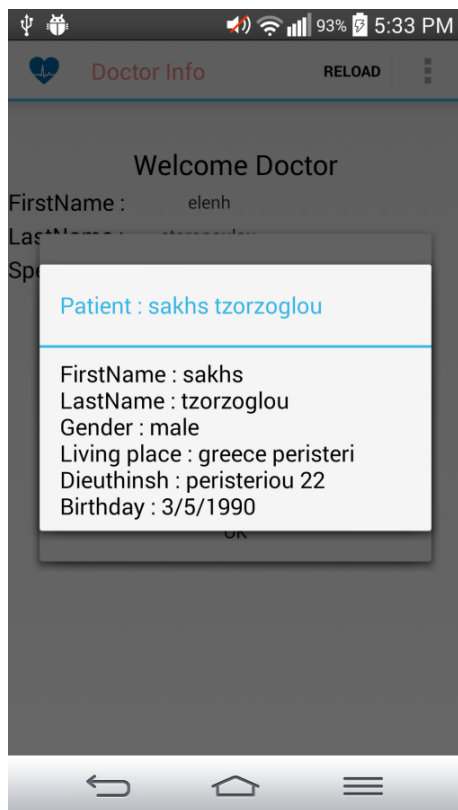 93% 5:33 PM
Doctor Info RELOAD
Welcome Doctor
FirstName : elenh
Patient : sakhs tzorzoglou
FirstName : sakhs
LastName : tzorzoglou
Gender : male
Living place : greece peristeri
Dieuthinsh : peristeriou 22
Birthday : 3/5/1990